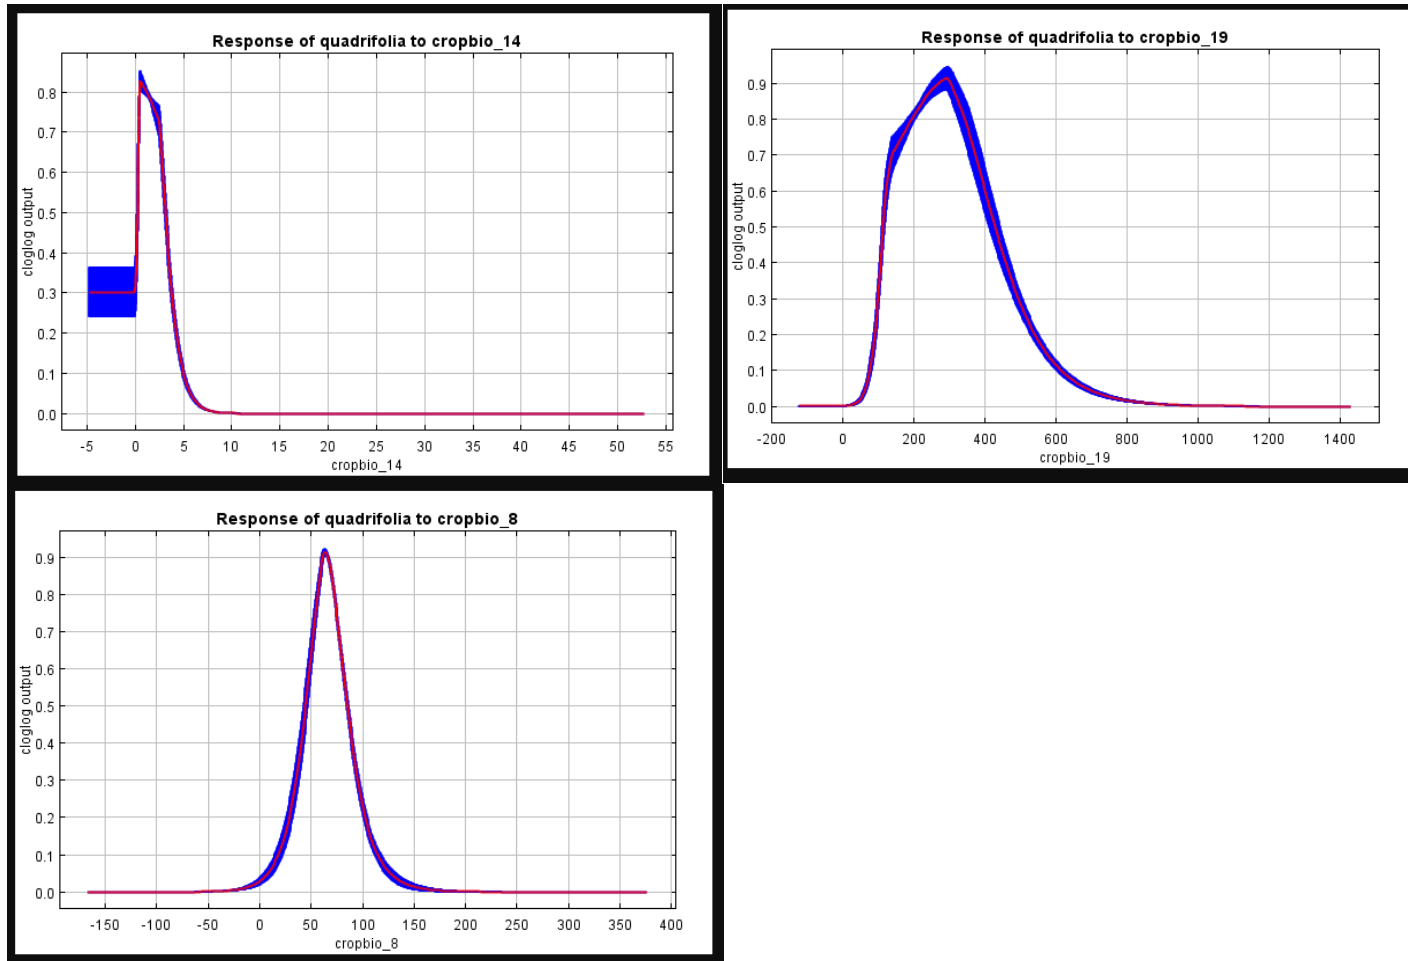 Response of quadrifolia to cropbio_14
cloglog output
0.8
0.7
0.6
0.5
0.4
0.3
0.2
0.1
0.0
-5 0 5 10 15 20 25 30 35 40 45 50 55
cropbio_14
Response of quadrifolia to cropbio_19
cloglog output
0.9
0.8
0.7
0.6
0.5
0.4
0.3
0.2
0.1
0.0
-200 0 200 400 600 800 1000 1200 1400
cropbio_19
Response of quadrifolia to cropbio_8
cloglog output
0.9
0.8
0.7
0.6
0.5
0.4
0.3
0.2
0.1
0.0
-150 -100 -50 0 50 100 150 200 250 300 350 400
cropbio_8